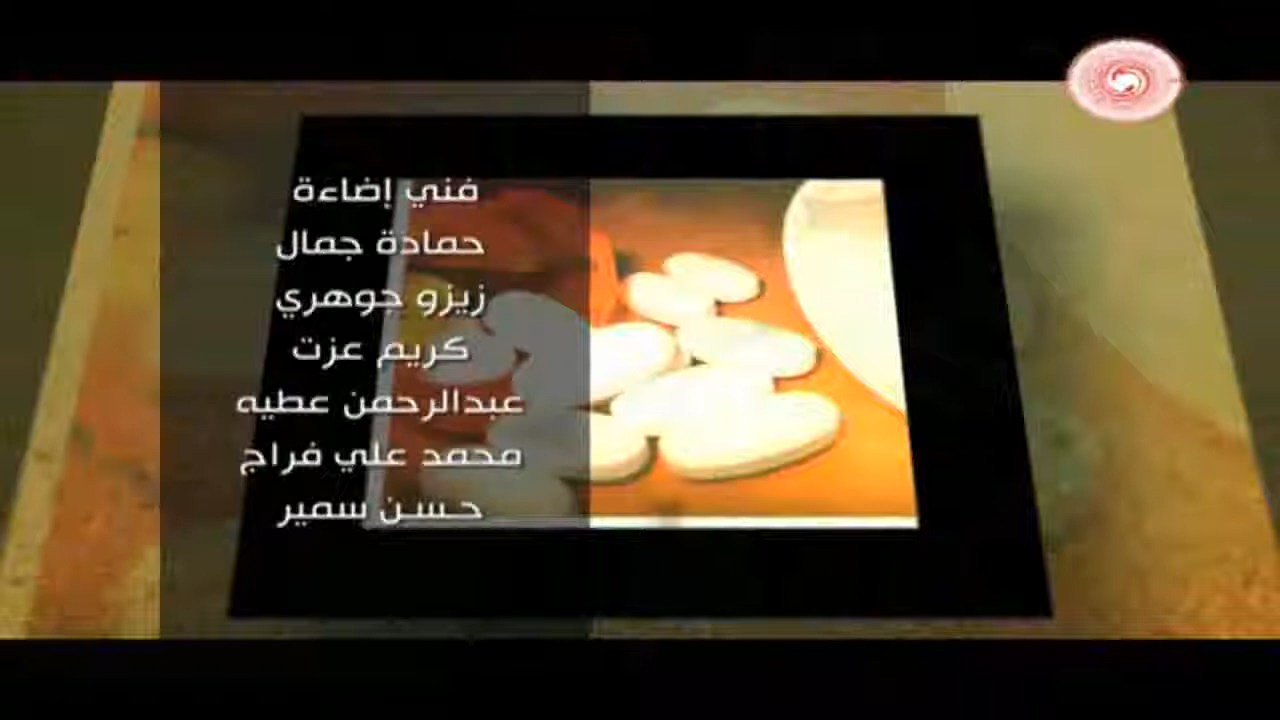 فني إضاءة
حمادة جمال
زيزو جوهري
كريم عزت
عبدالرحمن عطيه
محمد علي فراج
حسن سمير